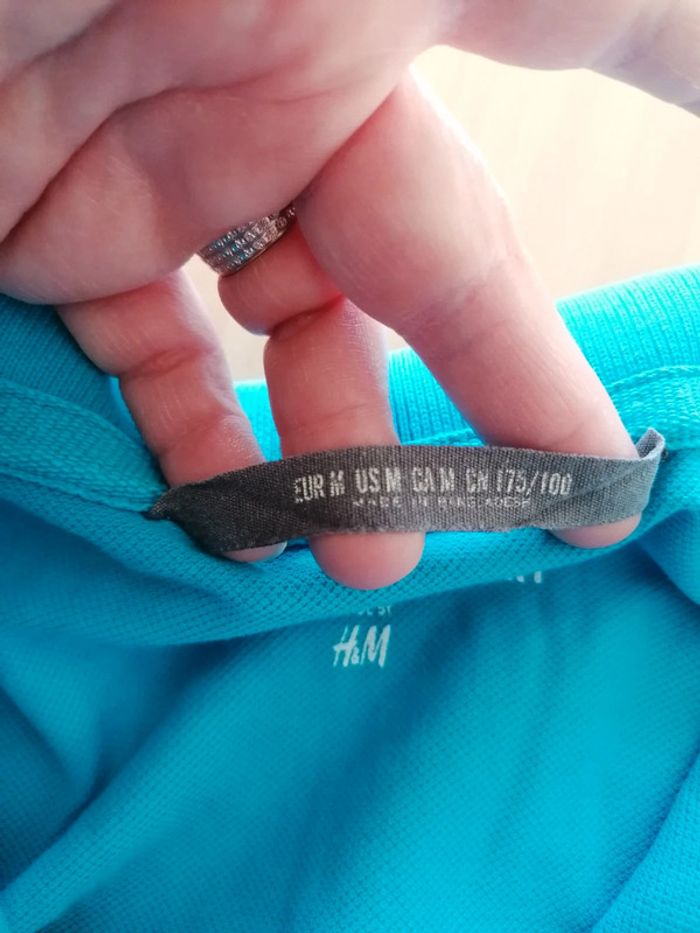 EUR M US M CA M CN 175/100
MADE IN BANGLADESH
H&M